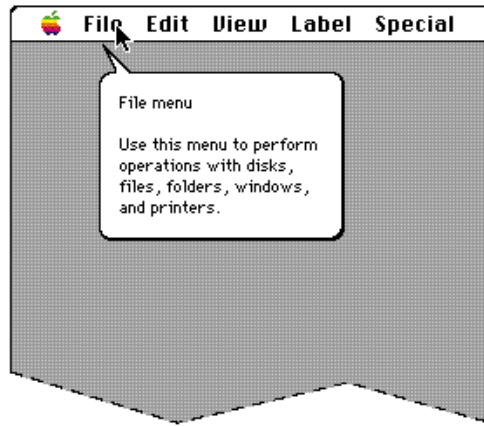 File Edit View Label Special
File menu
Use this menu to perform
operations with disks,
files, folders, windows,
and printers.